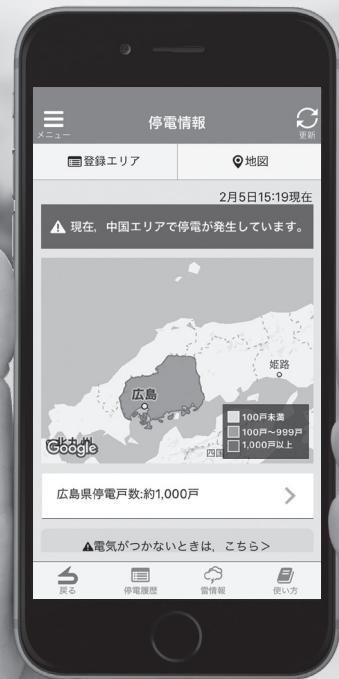 メニュー
停電情報
更新
登録エリア
地図
2月5日15:19現在
現在，中国エリアで停電が発生しています。
姫路
広島
北九州
Google
四国
100戸未満
100戸～999戸
1,000戸以上
広島県停電戸数:約1,000戸
電気がつかないときは，こちら＞
戻る
停電履歴
雷情報
使い方